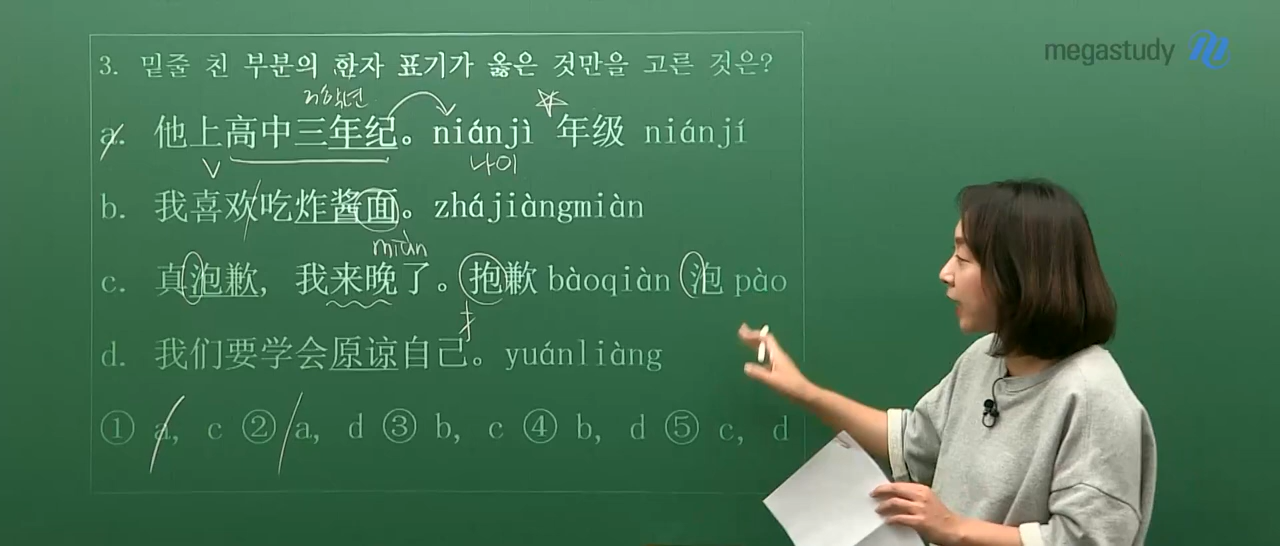 megastudy
3. 밑줄 친 부분의 한자 표기가 옳은 것만을 고른 것은?
고학년
a. 他上高中三年纪。niánjì 年级 niánjí
나이
b. 我喜欢吃炸酱面。zhájiàngmiàn
miàn
c. 真泡歉, 我来晚了。抱歉 bàoqiàn 泡 pào
扌
d. 我们要学会原谅自己。yuánliàng
① a, c ② a, d ③ b, c ④ b, d ⑤ c, d